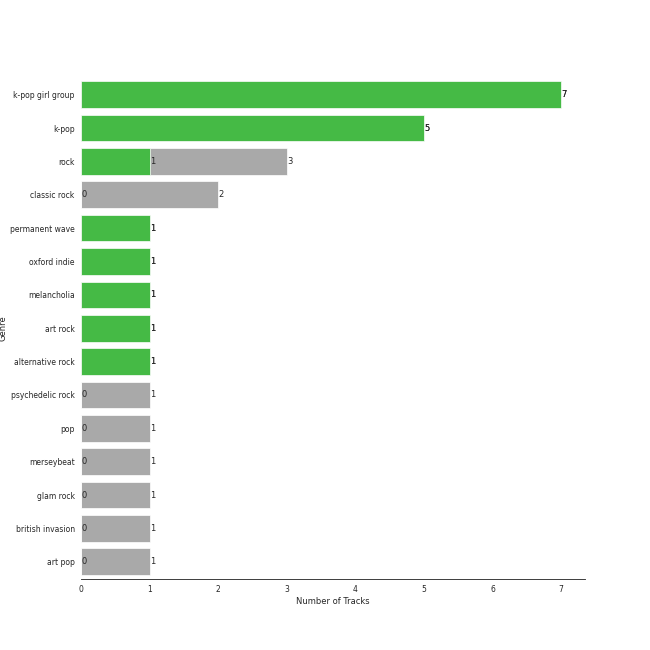 k-pop girl group 7
k-pop 5
rock 1 3
classic rock 0 2
permanent wave 1
oxford indie 1
melancholia 1
art rock 1
alternative rock 1
psychedelic rock 0 1
pop 0 1
merseybeat 0 1
glam rock 0 1
british invasion 0 1
art pop 0 1
0 1 2 3 4 5 6 7
Number of Tracks
Genre